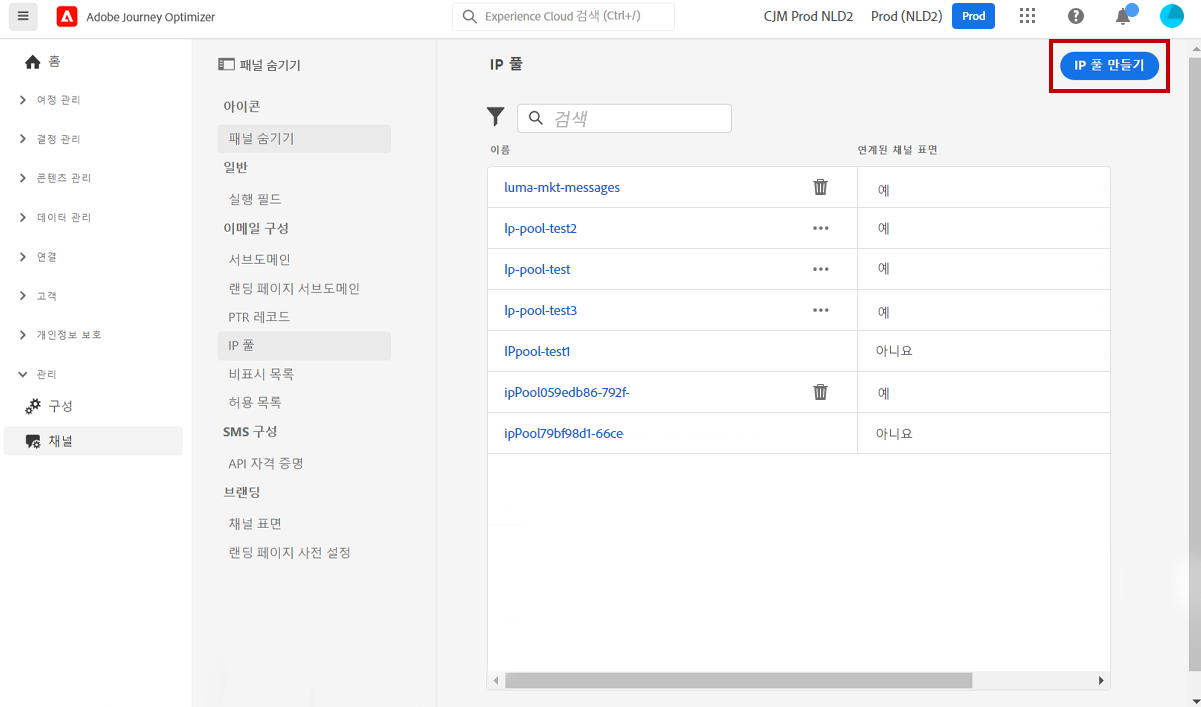 Adobe Journey Optimizer
Experience Cloud 검색 (Ctrl+/)
CJM Prod NLD2
Prod (NLD2)
Prod
홈
여정 관리
결정 관리
콘텐즈 관리
데이터 관리
연결
고객
개인정보 보호
관리
구성
채널
패널 숨기기
아이콘
패널 숨기기
일반
실행 필드
이메일 구성
서브도메인
랜딩 페이지 서브도메인
PTR 레코드
IP 풀
비표시 목록
허용 목록
SMS 구성
API 자격 증명
브랜딩
채널 표면
랜딩 페이지 사전 설정
IP 풀
IP 풀 만들기
검색
이름
연계된 채널 표면
luma-mkt-messages
예
Ip-pool-test2
예
Ip-pool-test
예
Ip-pool-test3
예
IPpool-test1
아니요
ipPool059edb86-792f-
예
ipPool79bf98d1-66ce
아니요